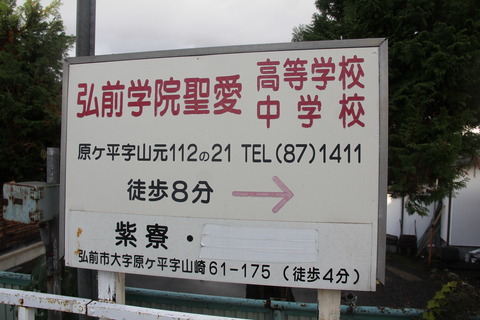 弘前学院聖愛 高等学校
中学校
原ケ平字山元112の21 TEL(87)1411
徒歩8分 →
紫寮・
弘前市大字原ケ平字山崎61-175 (徒歩4分)